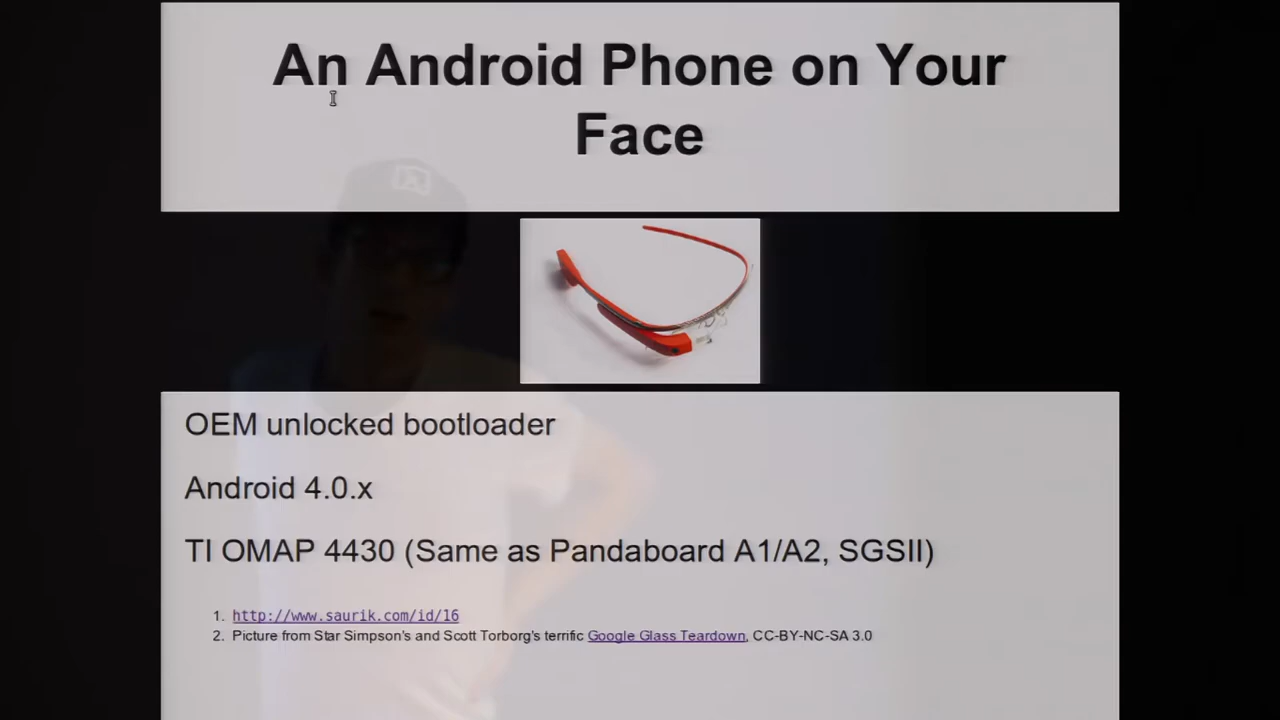 An Android Phone on Your
Face
OEM unlocked bootloader
Android 4.0.x
TI OMAP 4430 (Same as Pandaboard A1/A2, SGSII)
1. http://www.saurik.com/id/16
2. Picture from Star Simpson's and Scott Torborg's terrific Google Glass Teardown, CC-BY-NC-SA 3.0